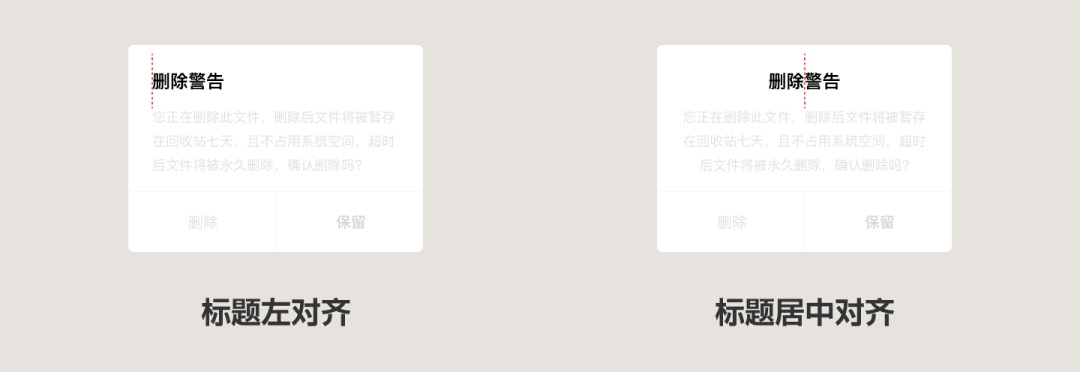 删除警告
您正在删除此文件，删除后文件将被暂存
在回收站七天，且不占用系统空间，超时
后文件将被永久删除，确认删除吗?
删除
保留
标题左对齐
删除警告
您正在删除此文件，删除后文件将被暂存
在回收站七天，且不占用系统空间，超时
后文件将被永久删除，确认删除吗?
删除
保留
标题居中对齐